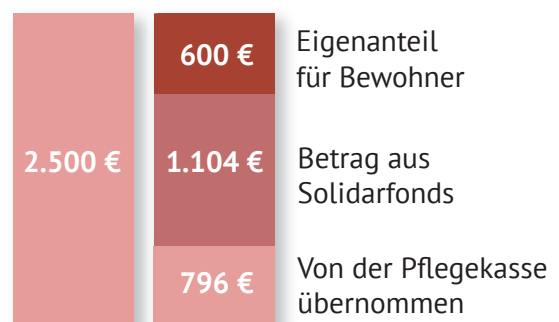 2.500 €
600 €
Eigenanteil
für Bewohner
1.104 €
Betrag aus
Solidarfonds
796 €
Von der Pflegekasse
übernommen